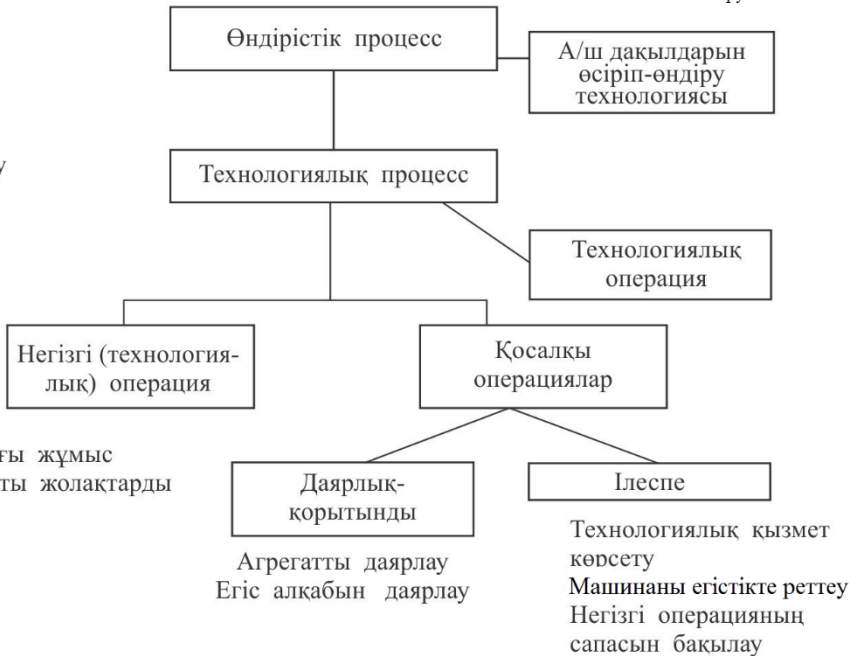 Өндірістік процесс
А/ш дақылдарын
өсіріп-өндіру
технологиясы
Технологиялық процесс
Технологиялық
операция
Негізгі (технология-
лық) операция
Қосалқы
операциялар
жұмыс
жолақтарды
Даярлық-
қорытынды
Ілеспе
Агрегатты даярлау
Егіс алқабын даярлау
Технологиялық қызмет
көрсету
Машинаны егістікте реттеу
Негізгі операцияның
сапасын бақылау